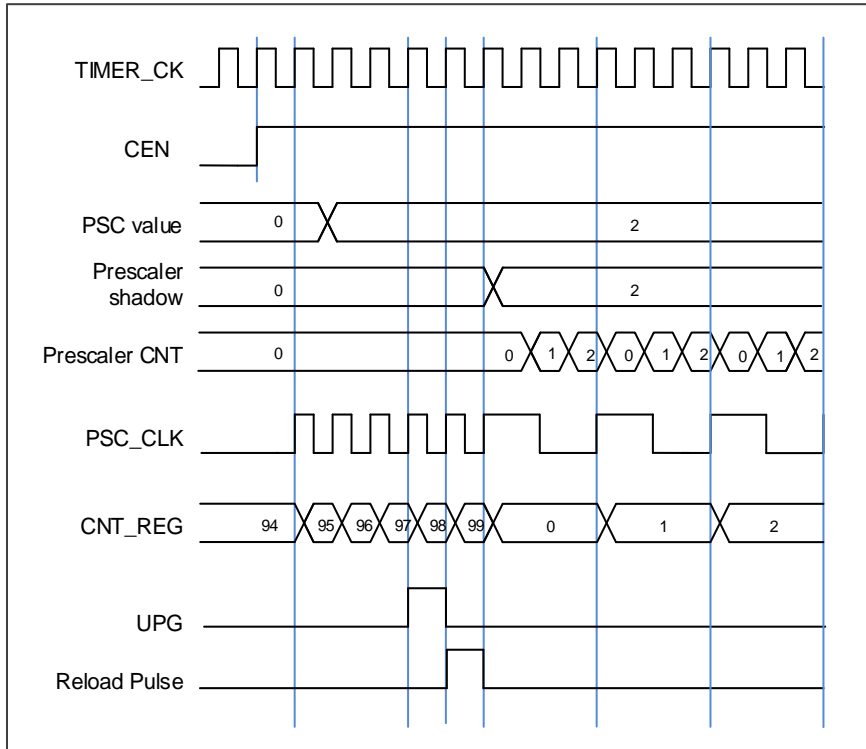 TIMER_CK
CEN
PSC value 0 2
Prescaler
shadow 0 2
Prescaler CNT 0 0 1 2 0 1 2 0 1 2
PSC_CLK
CNT_REG 94 95 96 97 98 99 0 1 2
UPG
Reload Pulse